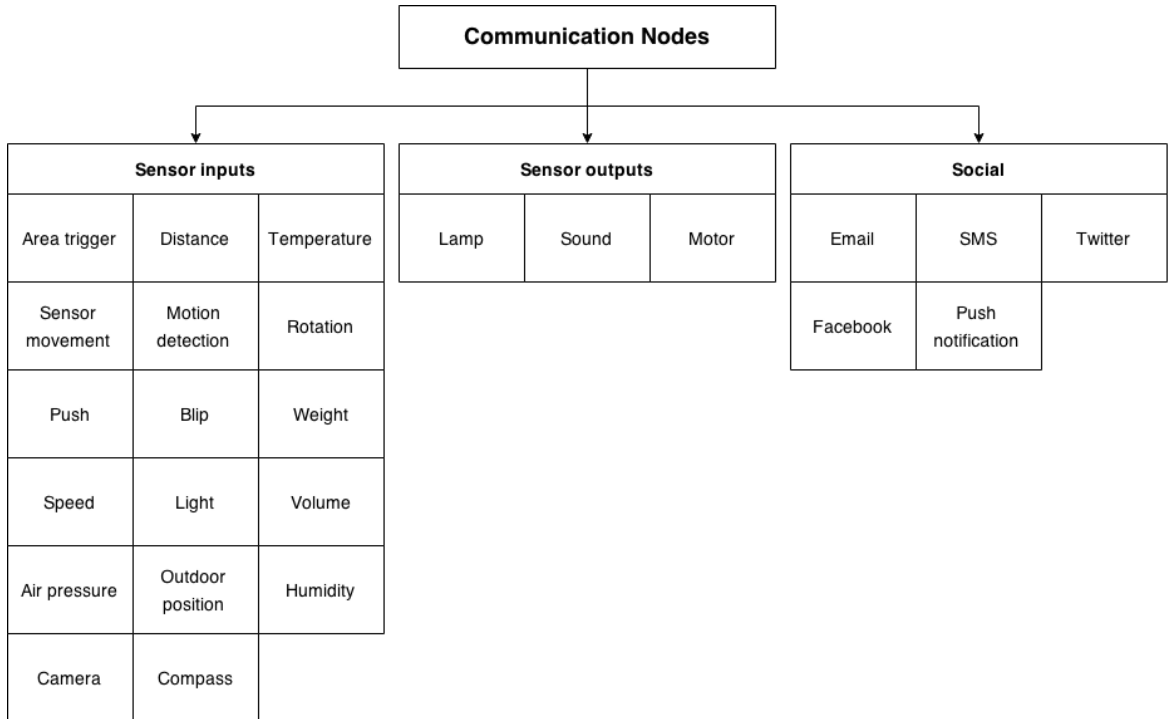 Communication Nodes
Sensor inputs
Area trigger
Distance
Temperature
Sensor
movement
Motion
detection
Rotation
Push
Blip
Weight
Speed
Light
Volume
Air pressure
Outdoor
position
Humidity
Camera
Compass
Sensor outputs
Lamp
Sound
Motor
Social
Email
SMS
Twitter
Facebook
Push
notification